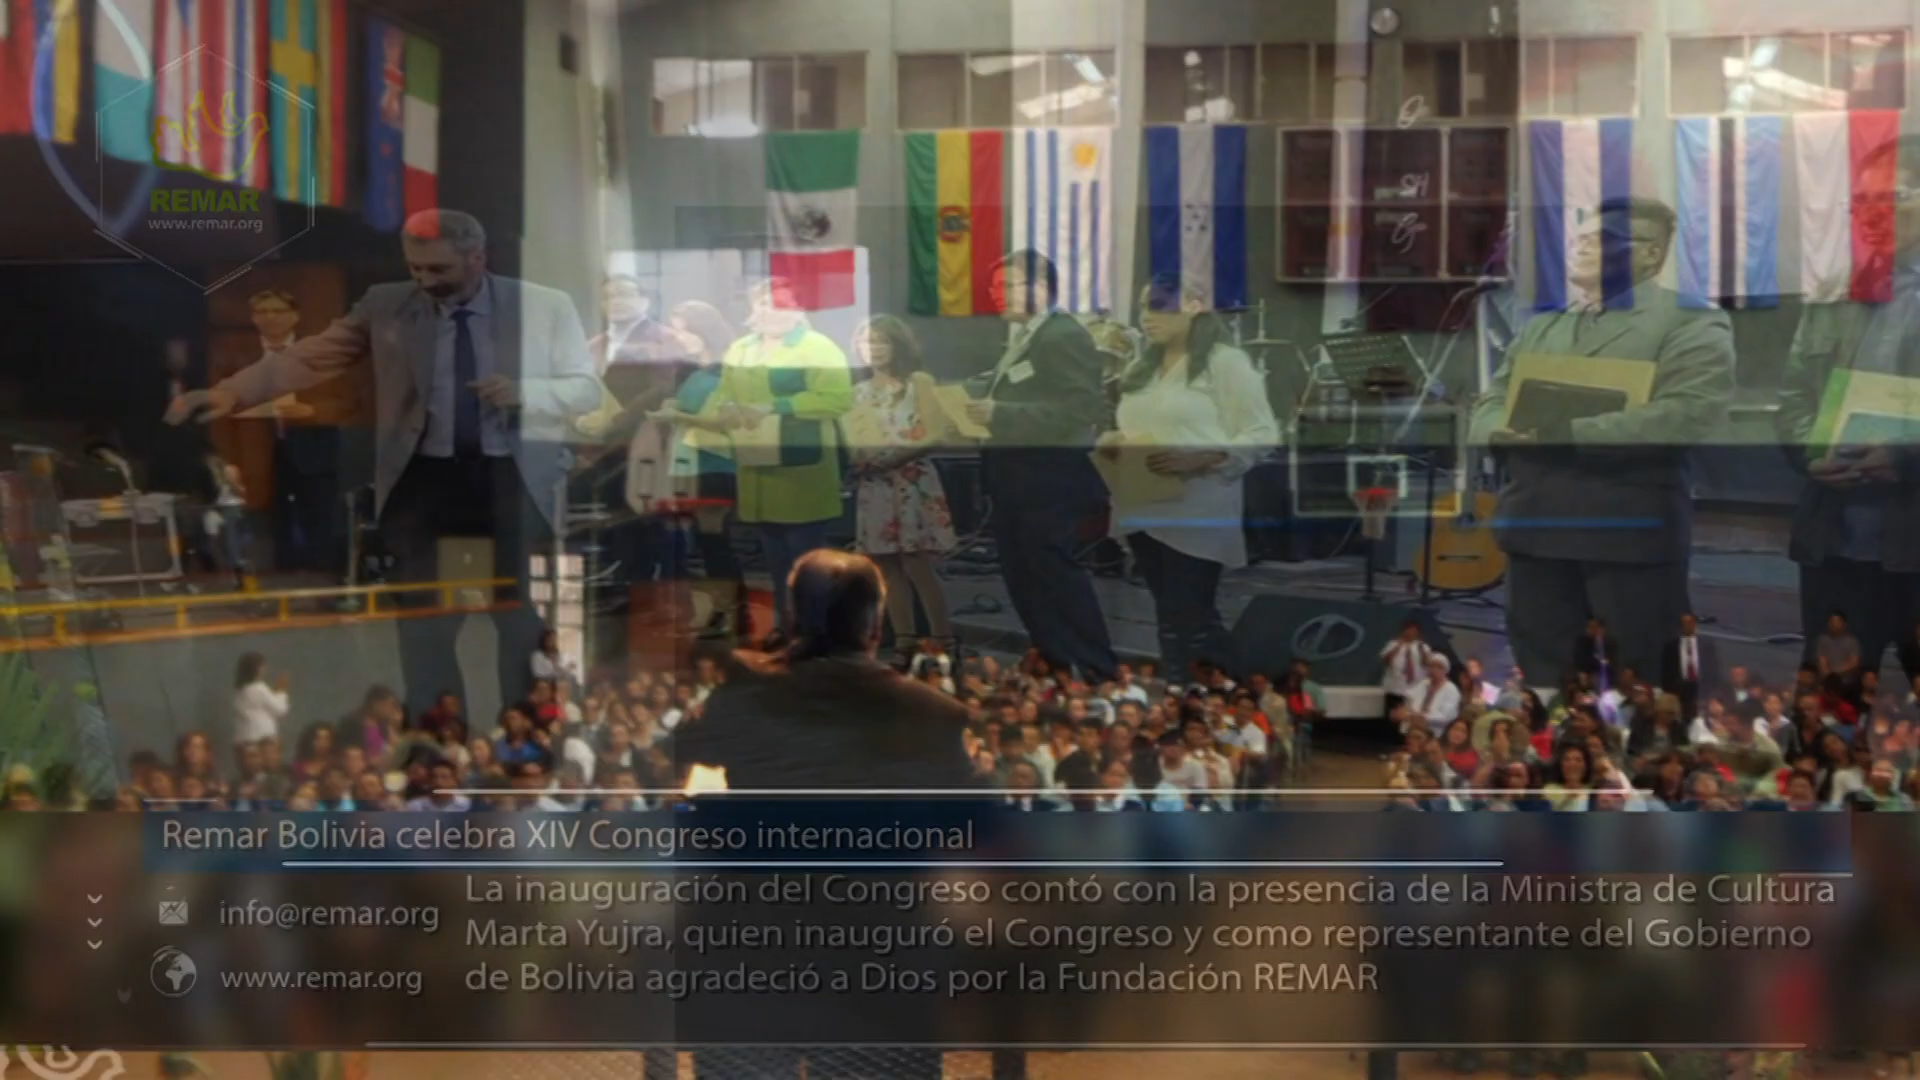 REMAR
www.remar.org
Remar Bolivia celebra XIV Congreso internacional
info@remar.org
www.remar.org
La inauguración del Congreso contó con la presencia de la Ministra de Cultura
Marta Yujra, quien inauguró el Congreso y como representante del Gobierno
de Bolivia agradeció a Dios por la Fundación REMAR